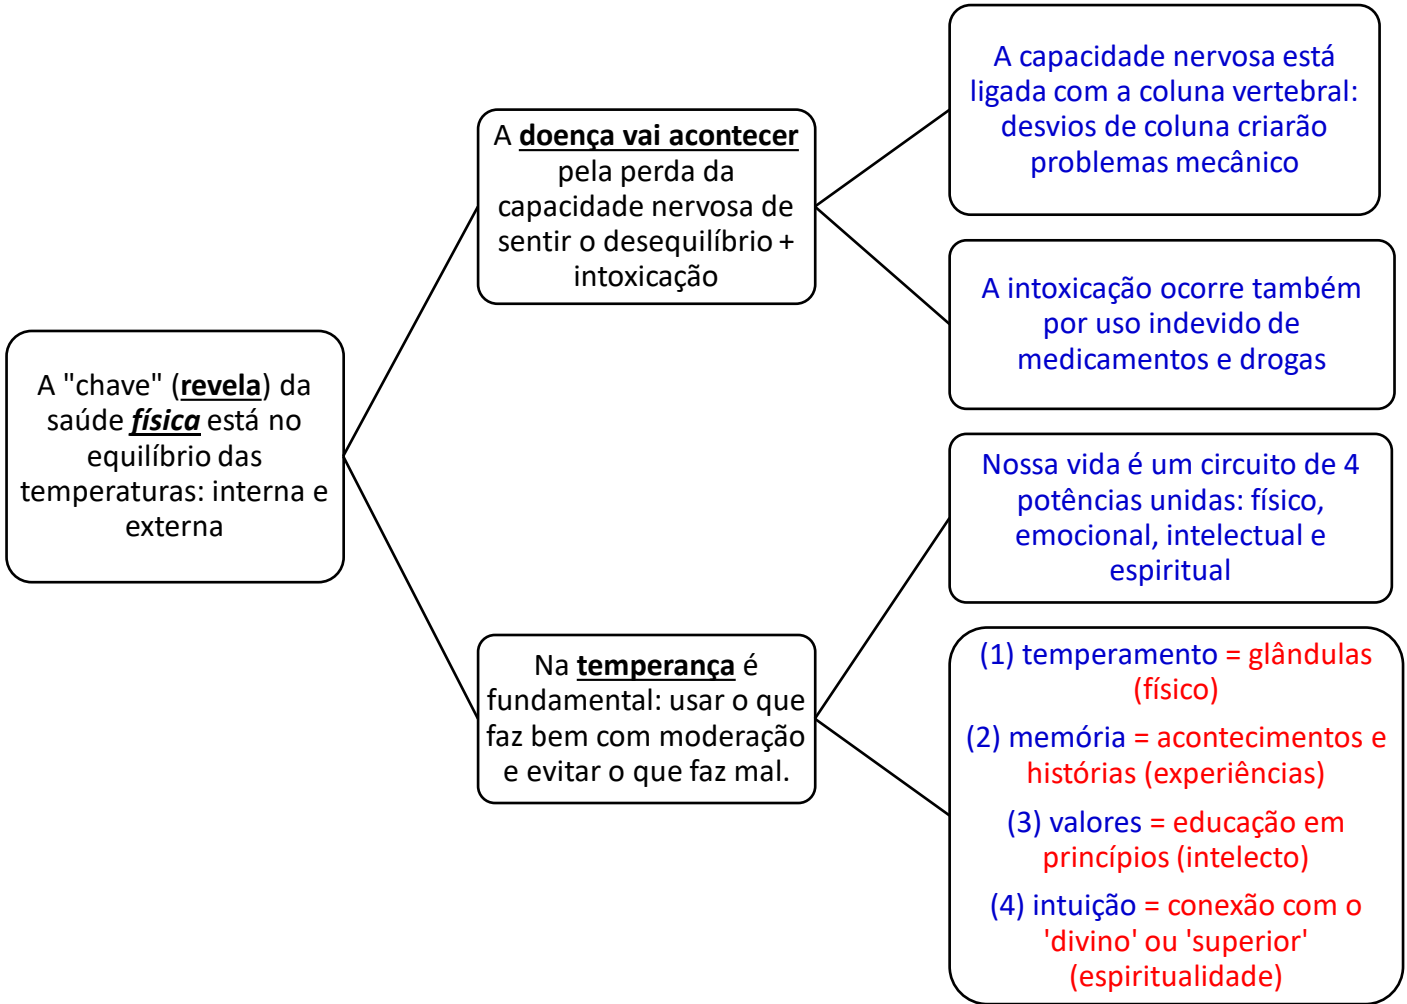 A "chave" (revela) da
saúde física está no
equilíbrio das
temperaturas: interna e
externa
A doença vai acontecer
pela perda da
capacidade nervosa de
sentir o desequilíbrio +
intoxicação
A capacidade nervosa está
ligada com a coluna vertebral:
desvios de coluna criarão
problemas mecânico
A intoxicação ocorre também
por uso indevido de
medicamentos e drogas
Na temperança é
fundamental: usar o que
faz bem com moderação
e evitar o que faz mal.
Nossa vida é um circuito de 4
potências unidas: físico,
emocional, intelectual e
espiritual
(1) temperamento = glândulas
(físico)
(2) memória = acontecimentos e
histórias (experiências)
(3) valores = educação em
princípios (intelecto)
(4) intuição = conexão com o
'divino' ou 'superior'
(espiritualidade)